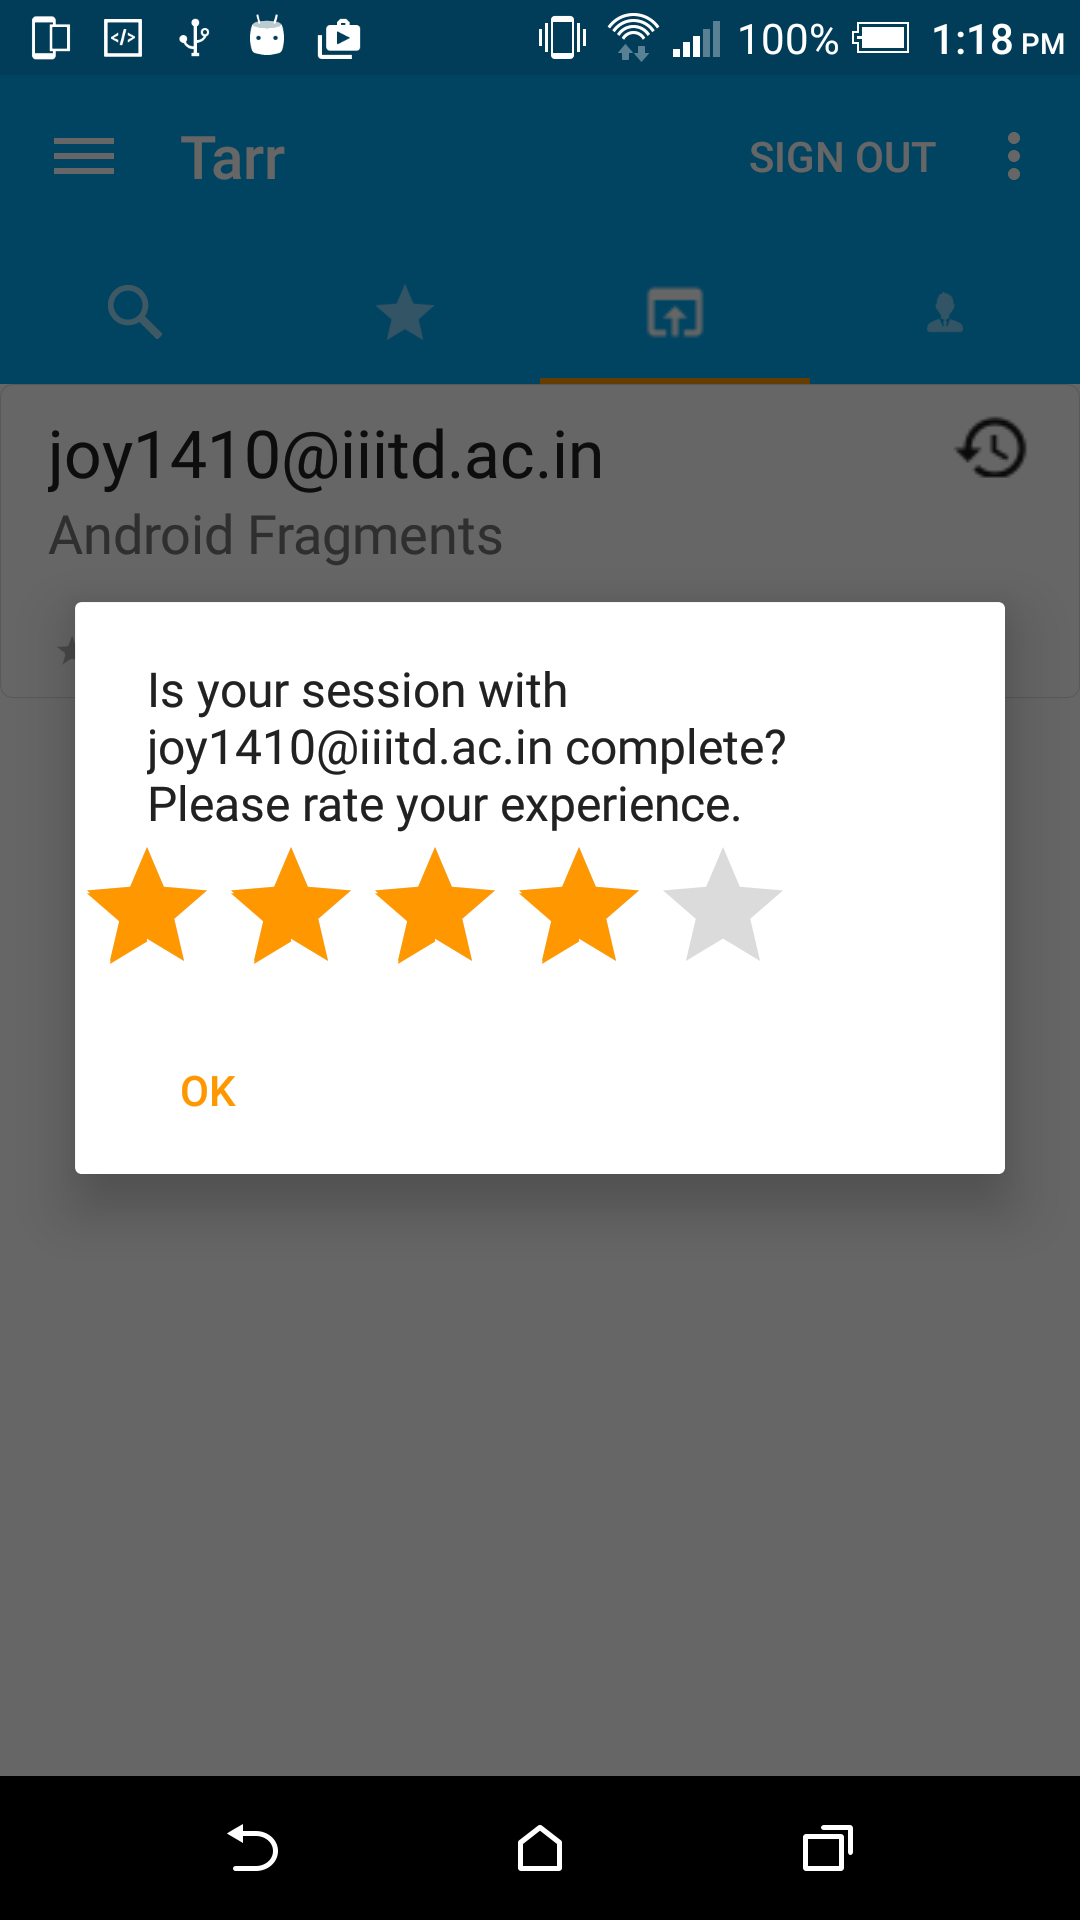 100% 1:18 PM
Tarr SIGN OUT
joy1410@iiitd.ac.in
Android Fragments
Is your session with
joy1410@iiitd.ac.in complete?
Please rate your experience.
OK